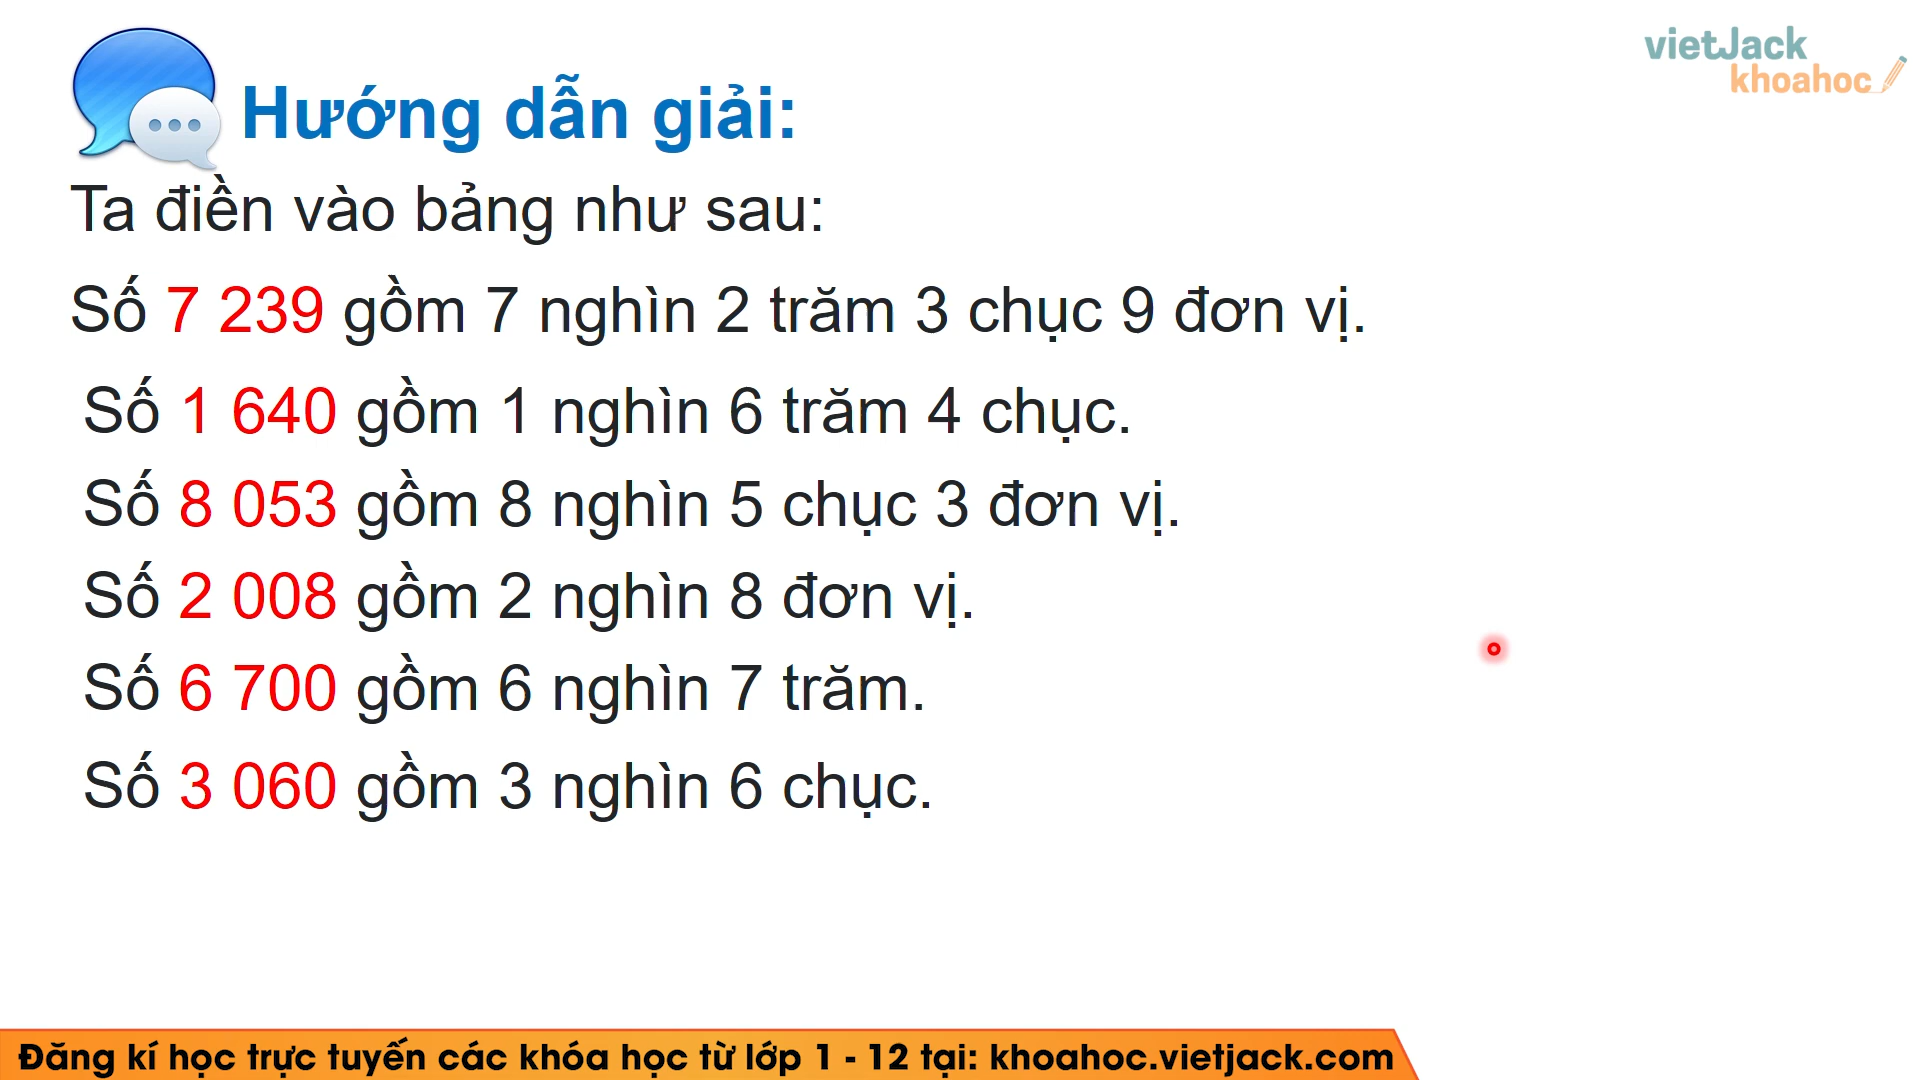 vietJack
khoahoc
Hướng dẫn giải:
Ta điền vào bảng như sau:
Số 7 239 gồm 7 nghìn 2 trăm 3 chục 9 đơn vị.
Số 1 640 gồm 1 nghìn 6 trăm 4 chục.
Số 8 053 gồm 8 nghìn 5 chục 3 đơn vị.
Số 2 008 gồm 2 nghìn 8 đơn vị.
Số 6 700 gồm 6 nghìn 7 trăm.
Số 3 060 gồm 3 nghìn 6 chục.
Đăng kí học trực tuyến các khóa học từ lớp 1 - 12 tại: khoahoc.vietjack.com